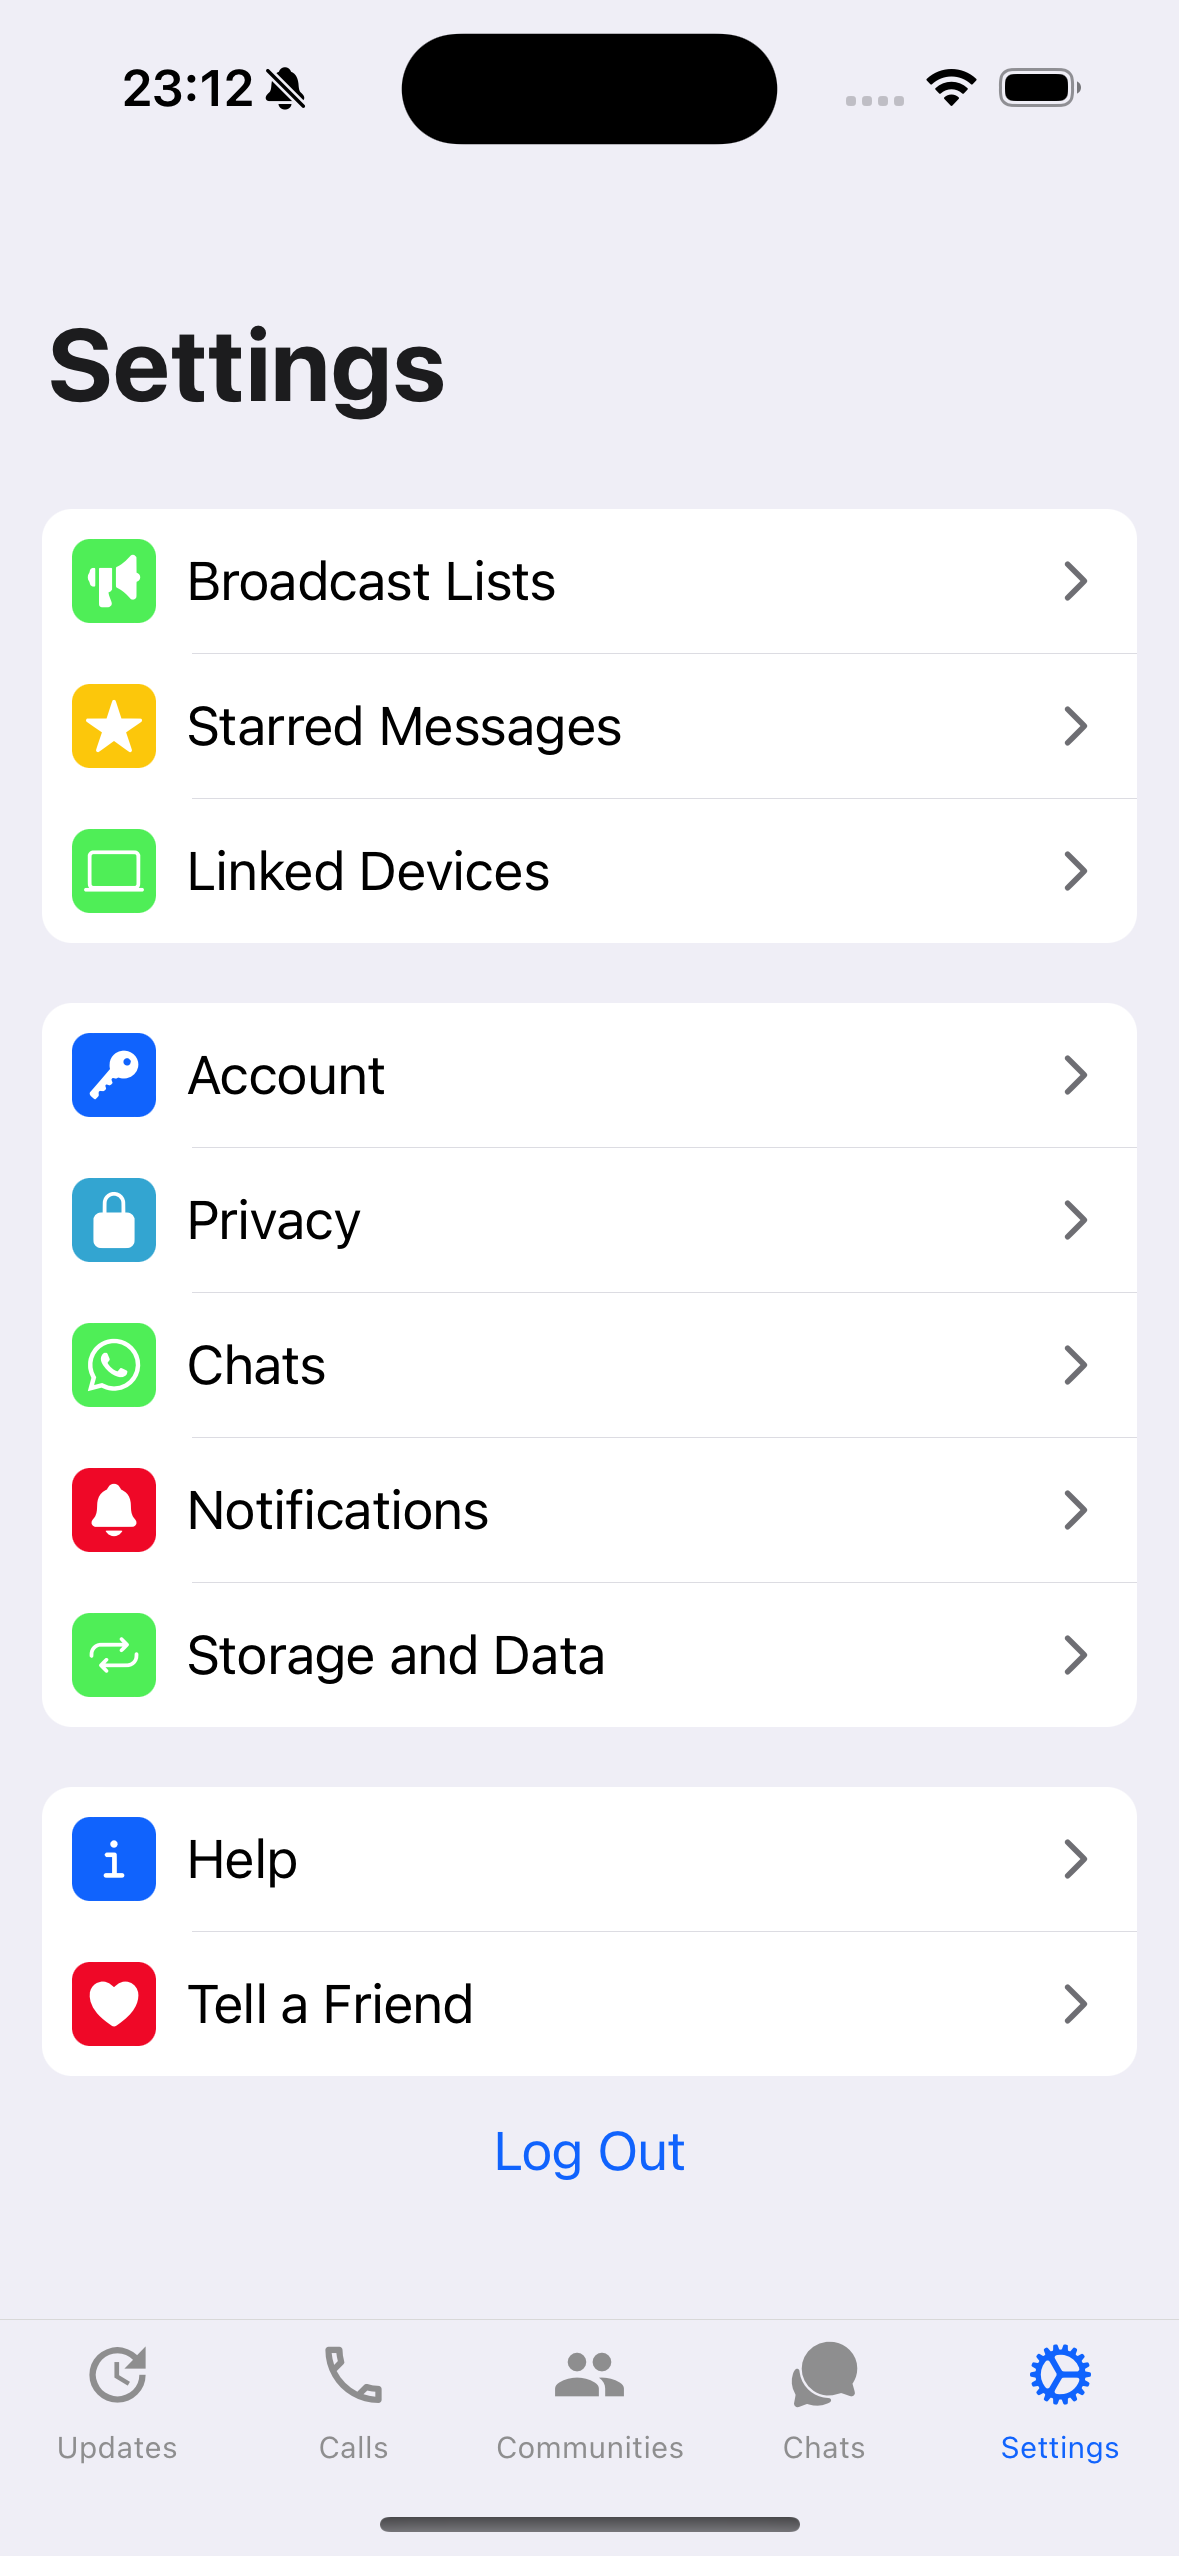 23:12
Settings
Broadcast Lists
Starred Messages
Linked Devices
Account
Privacy
Chats
Notifications
Storage and Data
Help
Tell a Friend
Log Out
Updates
Calls
Communities
Chats
Settings